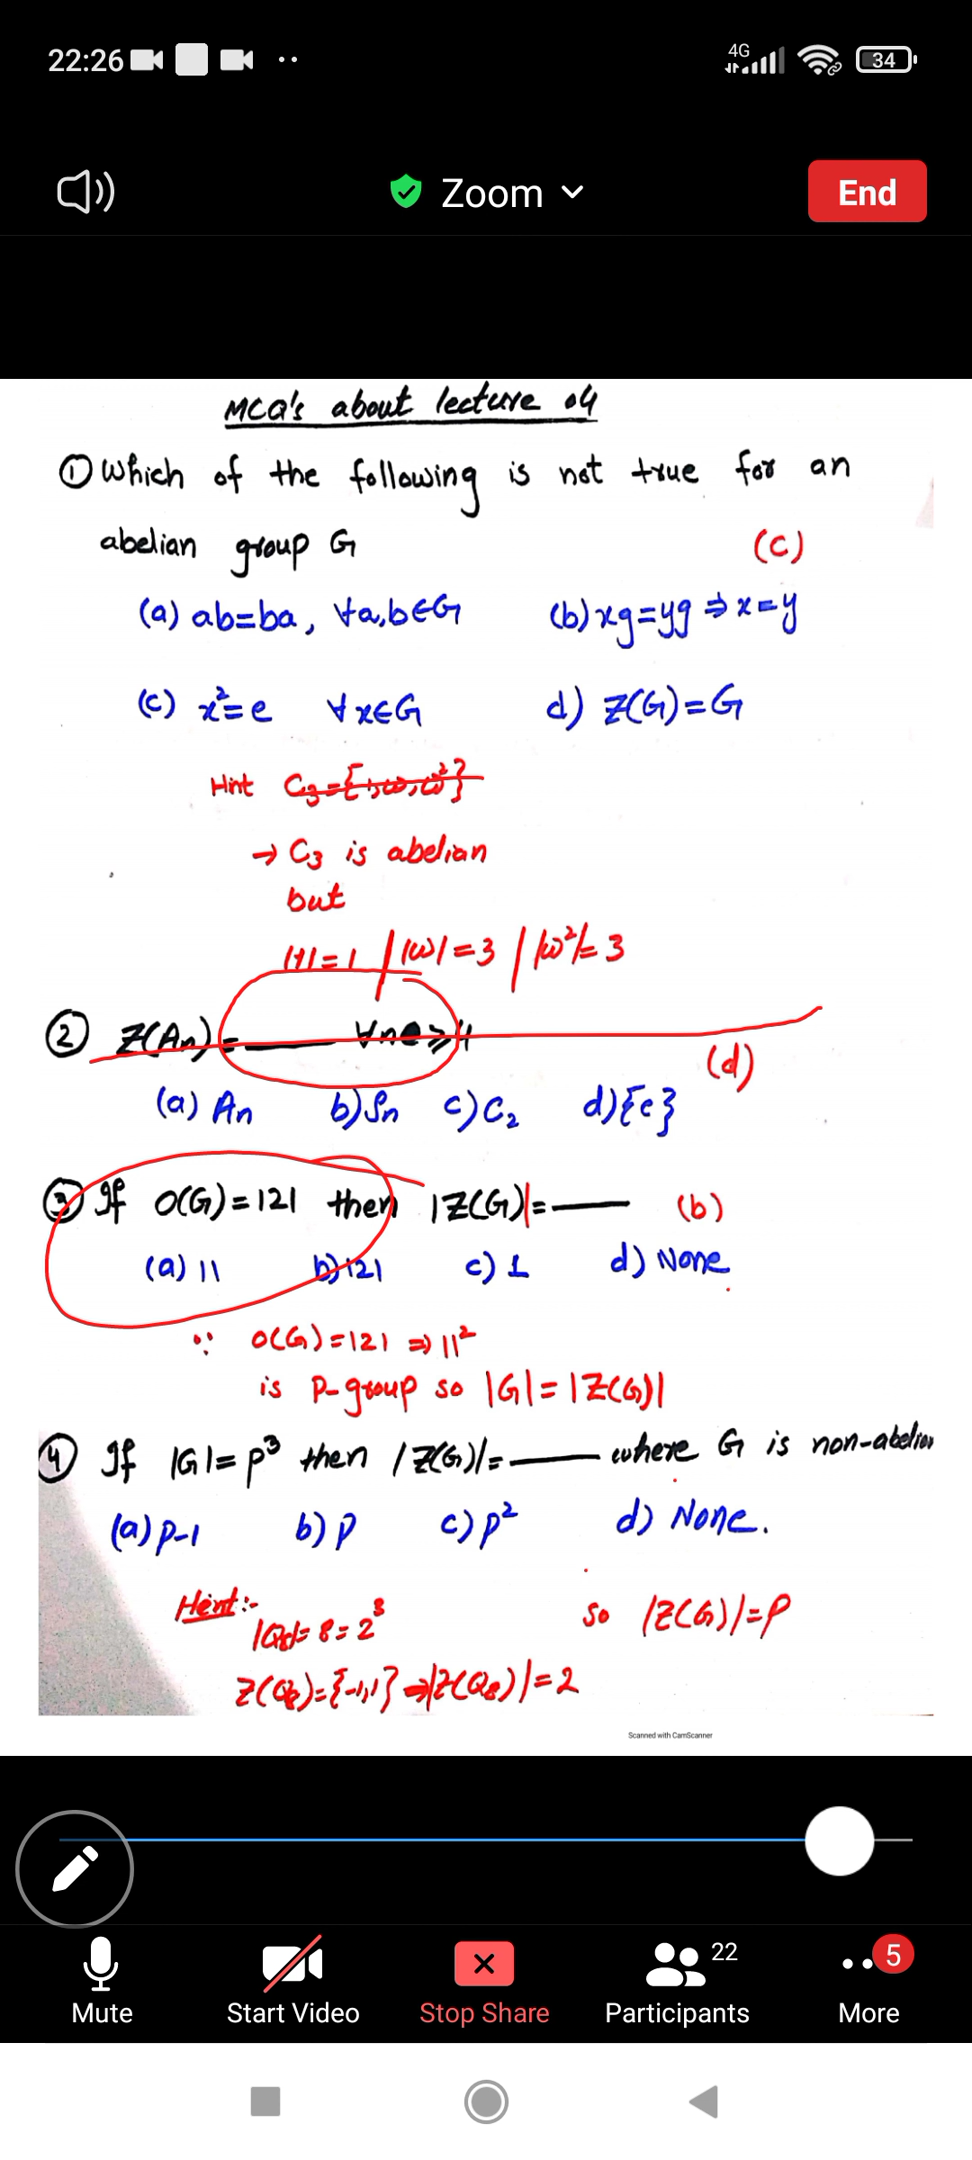 22:26
4G
34
Zoom
End
MCQ's about lecture 04
① Which of the following is not true for an
abelian group G
(c)
(a) ab=ba, ∀a,b∈G (b) xg=yg ⇒ x=y
(c) x²=e ∀x∈G d) Z(G)=G
Hint C₃={1,ω,ω²}
→ C₃ is abelian
but
|1|=1 / |ω|=3 / |ω²|=3
② Z(An)=____ ∀n≥4
(d)
(a) An b) Sn c) C₂ d) {e}
③ If O(G)=121 then |Z(G)|=____ (b)
(a) 11 b) 121 c) 1 d) None
∵ O(G)=121 ⇒ 11²
is P-group so |G|=|Z(G)|
④ If |G|=p³ then |Z(G)|=____ where G is non-abelian
(a) p-1 b) p c) p² d) None.
Hint:-
|Q₈|=8=2³ so |Z(G)|=p
Z(Q₈)={-1,1} ⇒ |Z(Q₈)|=2
Scanned with CamScanner
22
5
Mute Start Video Stop Share Participants More